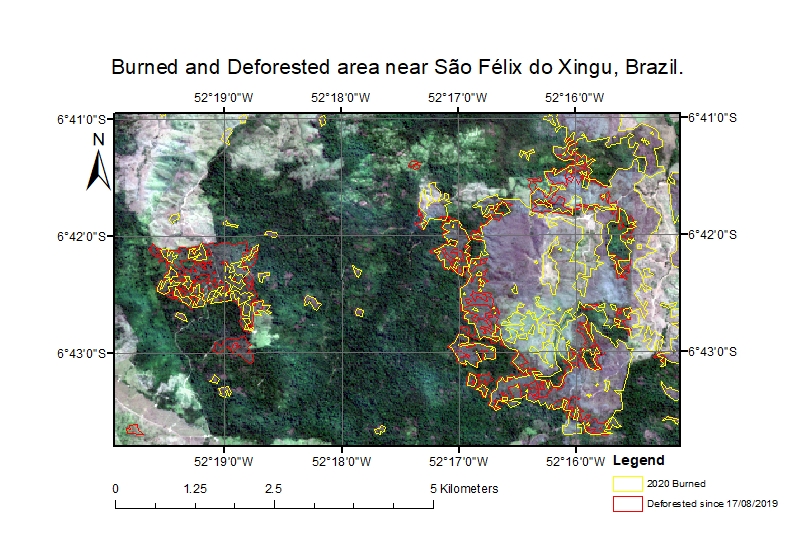 Burned and Deforested area near São Félix do Xingu, Brazil.
52°19'0"W 52°18'0"W 52°17'0"W 52°16'0"W
6°41'0"S 6°41'0"S
N
6°42'0"S 6°42'0"S
6°43'0"S 6°43'0"S
52°19'0"W 52°18'0"W 52°17'0"W 52°16'0"W
Legend
2020 Burned
Deforested since 17/08/2019
0 1.25 2.5 5 Kilometers